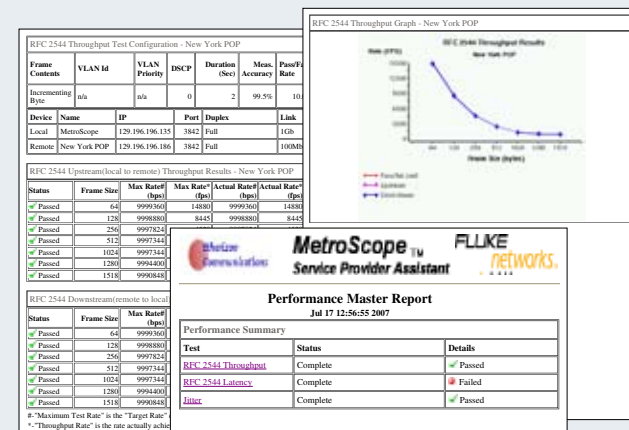 RFC 2544 Throughput Test Configuration - New York POP
Frame Contents VLAN Id VLAN Priority DSCP Duration (Sec) Meas. Accuracy Pass/Fa Rate
Incrementing Byte n/a n/a 0 2 99.5% 10.
Device Name IP Port Duplex Link
Local MetroScope 129.196.196.135 3842 Full 1Gb
Remote New York POP 129.196.196.186 3842 Full 100Mb
RFC 2544 Upstream(local to remote) Throughput Results - New York POP
Status Frame Size Max Rate# (bps) Max Rate* (fps) Actual Rate# (bps) Actual Rate* (fps)
Passed 64 9999360 14880 9999360 14880
Passed 128 9998880 8445 9998880 8445
Passed 256 9997824
Passed 512 9997344
Passed 1024 9997344
Passed 1280 9994400
Passed 1518 9990848
RFC 2544 Downstream(remote to local
Status Frame Size Max Rate# (bps)
Passed 64 9999360
Passed 128 9998880
Passed 256 9997824
Passed 512 9997344
Passed 1024 9997344
Passed 1280 9994400
Passed 1518 9990848
#-"Maximum Test Rate" is the "Target Rate"
*-"Throughput Rate" is the rate actually achie
RFC 2544 Throughput Graph - New York POP
RFC 2544 Throughput Results
New York POP
Rate (FPS)
Frame Size (bytes)
Communications
MetroScope TM
Service Provider Assistant
FLUKE networks.
Performance Master Report
Jul 17 12:56:55 2007
Performance Summary
Test Status Details
RFC 2544 Throughput Complete Passed
RFC 2544 Latency Complete Failed
Jitter Complete Passed